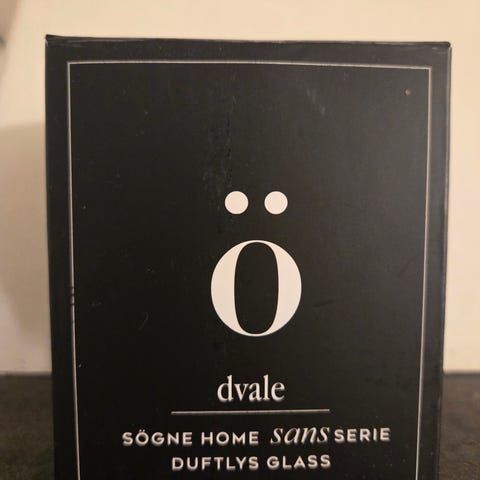 ö
dvale
SÖGNE HOME sans SERIE
DUFTLYS GLASS